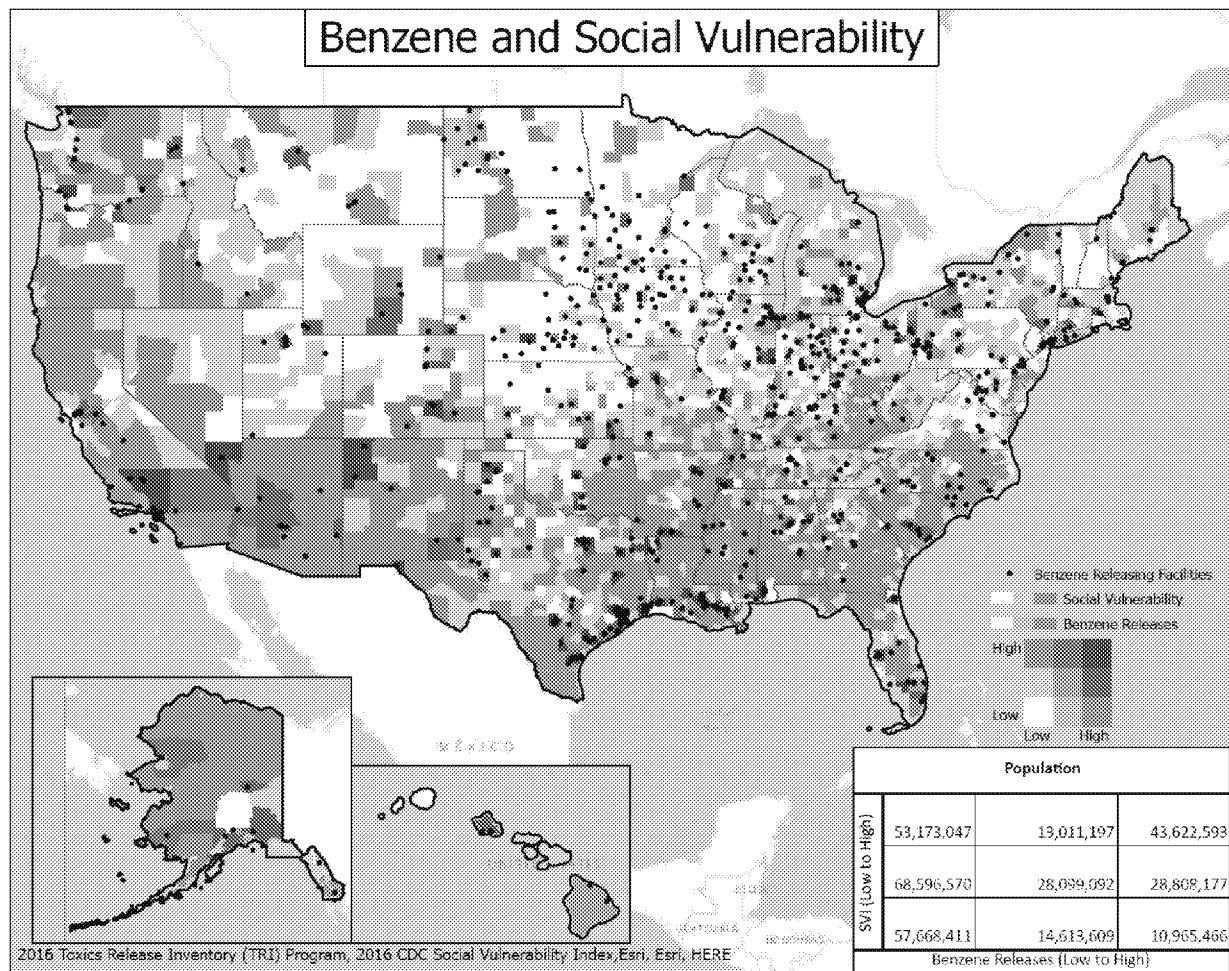 Benzene and Social Vulnerability
Benzene Releasing Facilities
Social Vulnerability
Benzene Releases
High
Low
Low High
MÉXICO
Population
SVI (Low to High)
53,173,047 13,011,197 43,622,593
68,596,570 28,099,092 28,808,177
57,668,411 14,613,609 10,965,466
Benzene Releases (Low to High)
2016 Toxics Release Inventory (TRI) Program, 2016 CDC Social Vulnerability Index,Esri, Esri, HERE